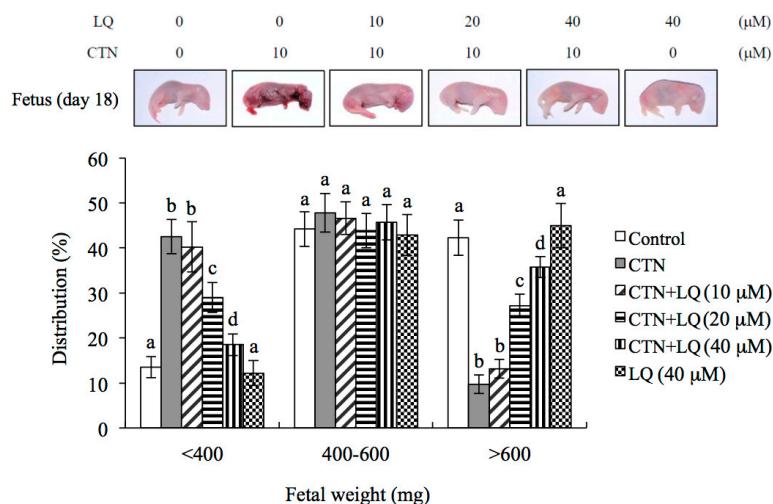 LQ 0 0 10 20 40 40 (μM)
CTN 0 10 10 10 10 0 (μM)
Fetus (day 18)
60
50
40
30
20
10
0
Distribution (%)
a b b c d a
a a a a a a
a b b c d a
<400 400-600 >600
Fetal weight (mg)
Control
CTN
CTN+LQ (10 μM)
CTN+LQ (20 μM)
CTN+LQ (40 μM)
LQ (40 μM)